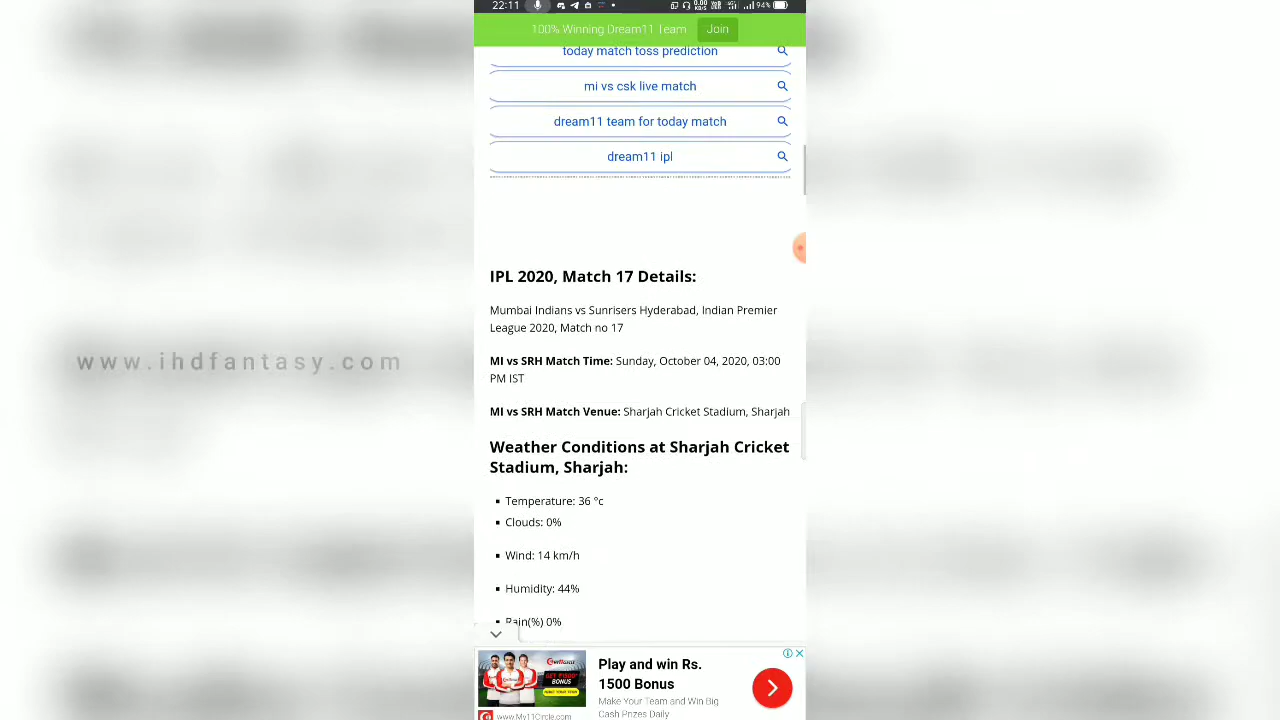 22:11
94%
100% Winning Dream11 Team Join
today match toss prediction
mi vs csk live match
dream11 team for today match
dream11 ipl
IPL 2020, Match 17 Details:
Mumbai Indians vs Sunrisers Hyderabad, Indian Premier
League 2020, Match no 17
MI vs SRH Match Time: Sunday, October 04, 2020, 03:00
PM IST
MI vs SRH Match Venue: Sharjah Cricket Stadium, Sharjah
www.ihdfantasy.com
Weather Conditions at Sharjah Cricket
Stadium, Sharjah:
Temperature: 36 °c
Clouds: 0%
Wind: 14 km/h
Humidity: 44%
Rain(%) 0%
Play and win Rs.
1500 Bonus
Make Your Team and Win Big
Cash Prizes Daily
www.My11Circle.com